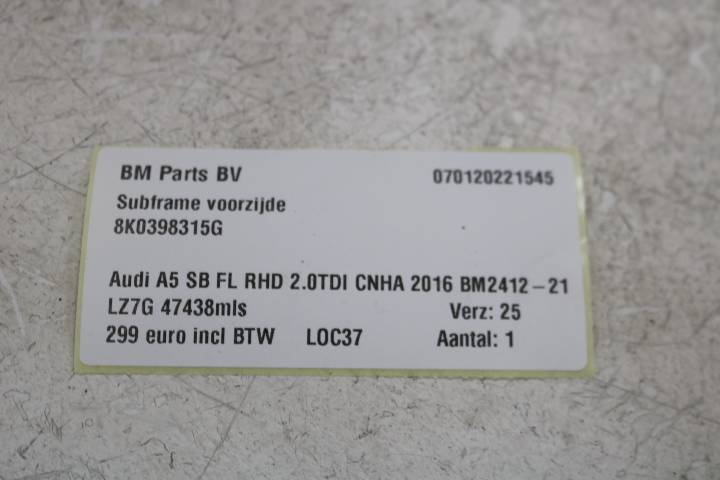 BM Parts BV 070120221545
Subframe voorzijde
8K0398315G
Audi A5 SB FL RHD 2.0TDI CNHA 2016 BM2412-21
LZ7G 47438mls Verz: 25
299 euro incl BTW LOC37 Aantal: 1